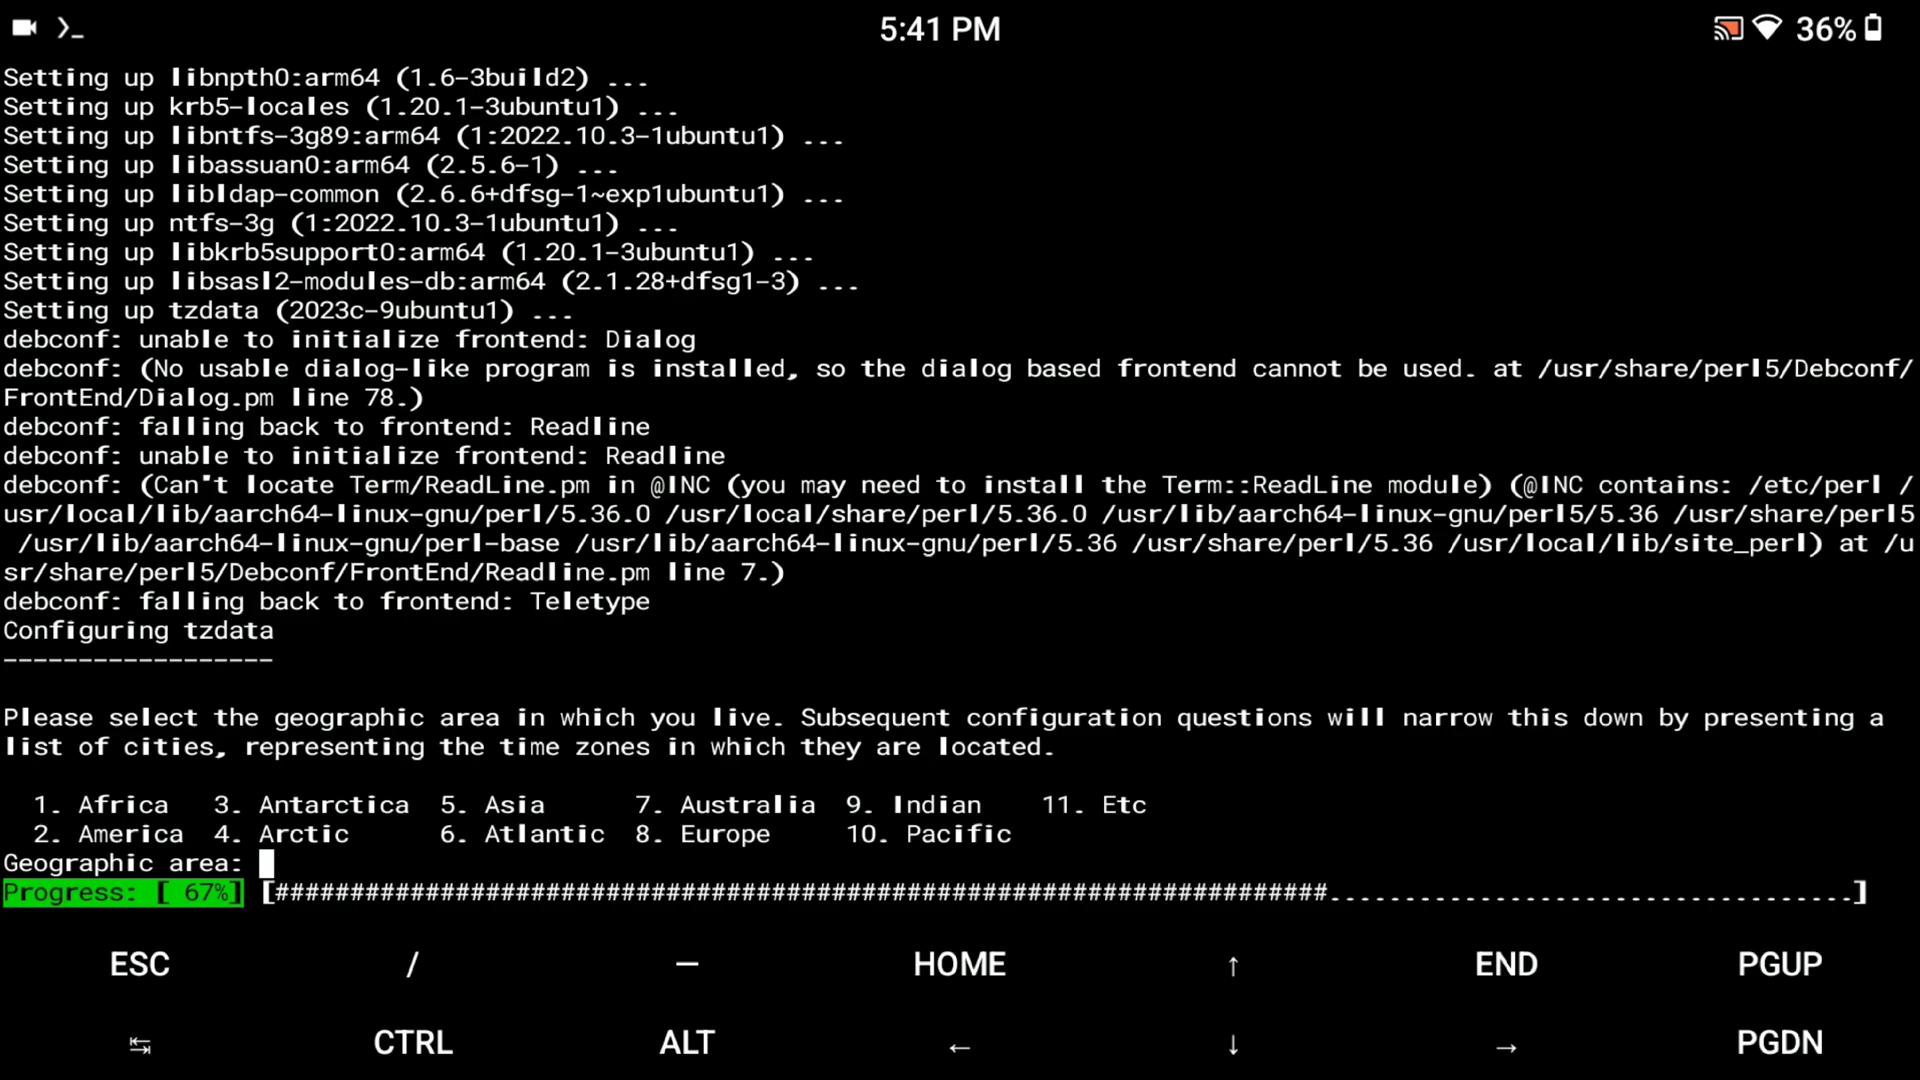 5:41 PM
36%
Setting up libnpth0:arm64 (1.6-3build2) ...
Setting up krb5-locales (1.20.1-3ubuntu1) ...
Setting up libntfs-3g89:arm64 (1:2022.10.3-1ubuntu1) ...
Setting up libassuan0:arm64 (2.5.6-1) ...
Setting up libldap-common (2.6.6+dfsg-1~exp1ubuntu1) ...
Setting up ntfs-3g (1:2022.10.3-1ubuntu1) ...
Setting up libkrb5support0:arm64 (1.20.1-3ubuntu1) ...
Setting up libsasl2-modules-db:arm64 (2.1.28+dfsg1-3) ...
Setting up tzdata (2023c-9ubuntu1) ...
debconf: unable to initialize frontend: Dialog
debconf: (No usable dialog-like program is installed, so the dialog based frontend cannot be used. at /usr/share/perl5/Debconf/
FrontEnd/Dialog.pm line 78.)
debconf: falling back to frontend: Readline
debconf: unable to initialize frontend: Readline
debconf: (Can't locate Term/ReadLine.pm in @INC (you may need to install the Term::ReadLine module) (@INC contains: /etc/perl /
usr/local/lib/aarch64-linux-gnu/perl/5.36.0 /usr/local/share/perl/5.36.0 /usr/lib/aarch64-linux-gnu/perl5/5.36 /usr/share/perl5
/usr/lib/aarch64-linux-gnu/perl-base /usr/lib/aarch64-linux-gnu/perl/5.36 /usr/share/perl/5.36 /usr/local/lib/site_perl) at /u
sr/share/perl5/Debconf/FrontEnd/Readline.pm line 7.)
debconf: falling back to frontend: Teletype
Configuring tzdata
------------------
Please select the geographic area in which you live. Subsequent configuration questions will narrow this down by presenting a
list of cities, representing the time zones in which they are located.
1. Africa 3. Antarctica 5. Asia 7. Australia 9. Indian 11. Etc
2. America 4. Arctic 6. Atlantic 8. Europe 10. Pacific
Geographic area:
Progress: [ 67%] [######################################################################...................................]
ESC / — HOME ↑ END PGUP
↹ CTRL ALT ← ↓ → PGDN